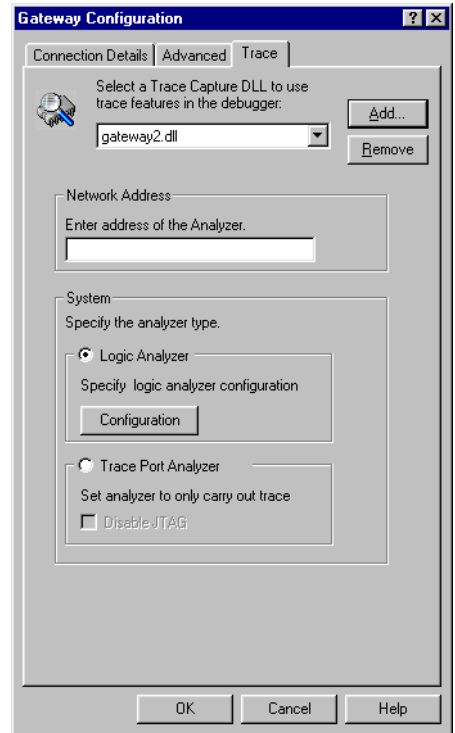 Gateway Configuration
Connection Details Advanced Trace
Select a Trace Capture DLL to use
trace features in the debugger:
Add...
gateway2.dll
Remove
Network Address
Enter address of the Analyzer.
System
Specify the analyzer type.
Logic Analyzer
Specify logic analyzer configuration
Configuration
Trace Port Analyzer
Set analyzer to only carry out trace
Disable JTAG
OK Cancel Help